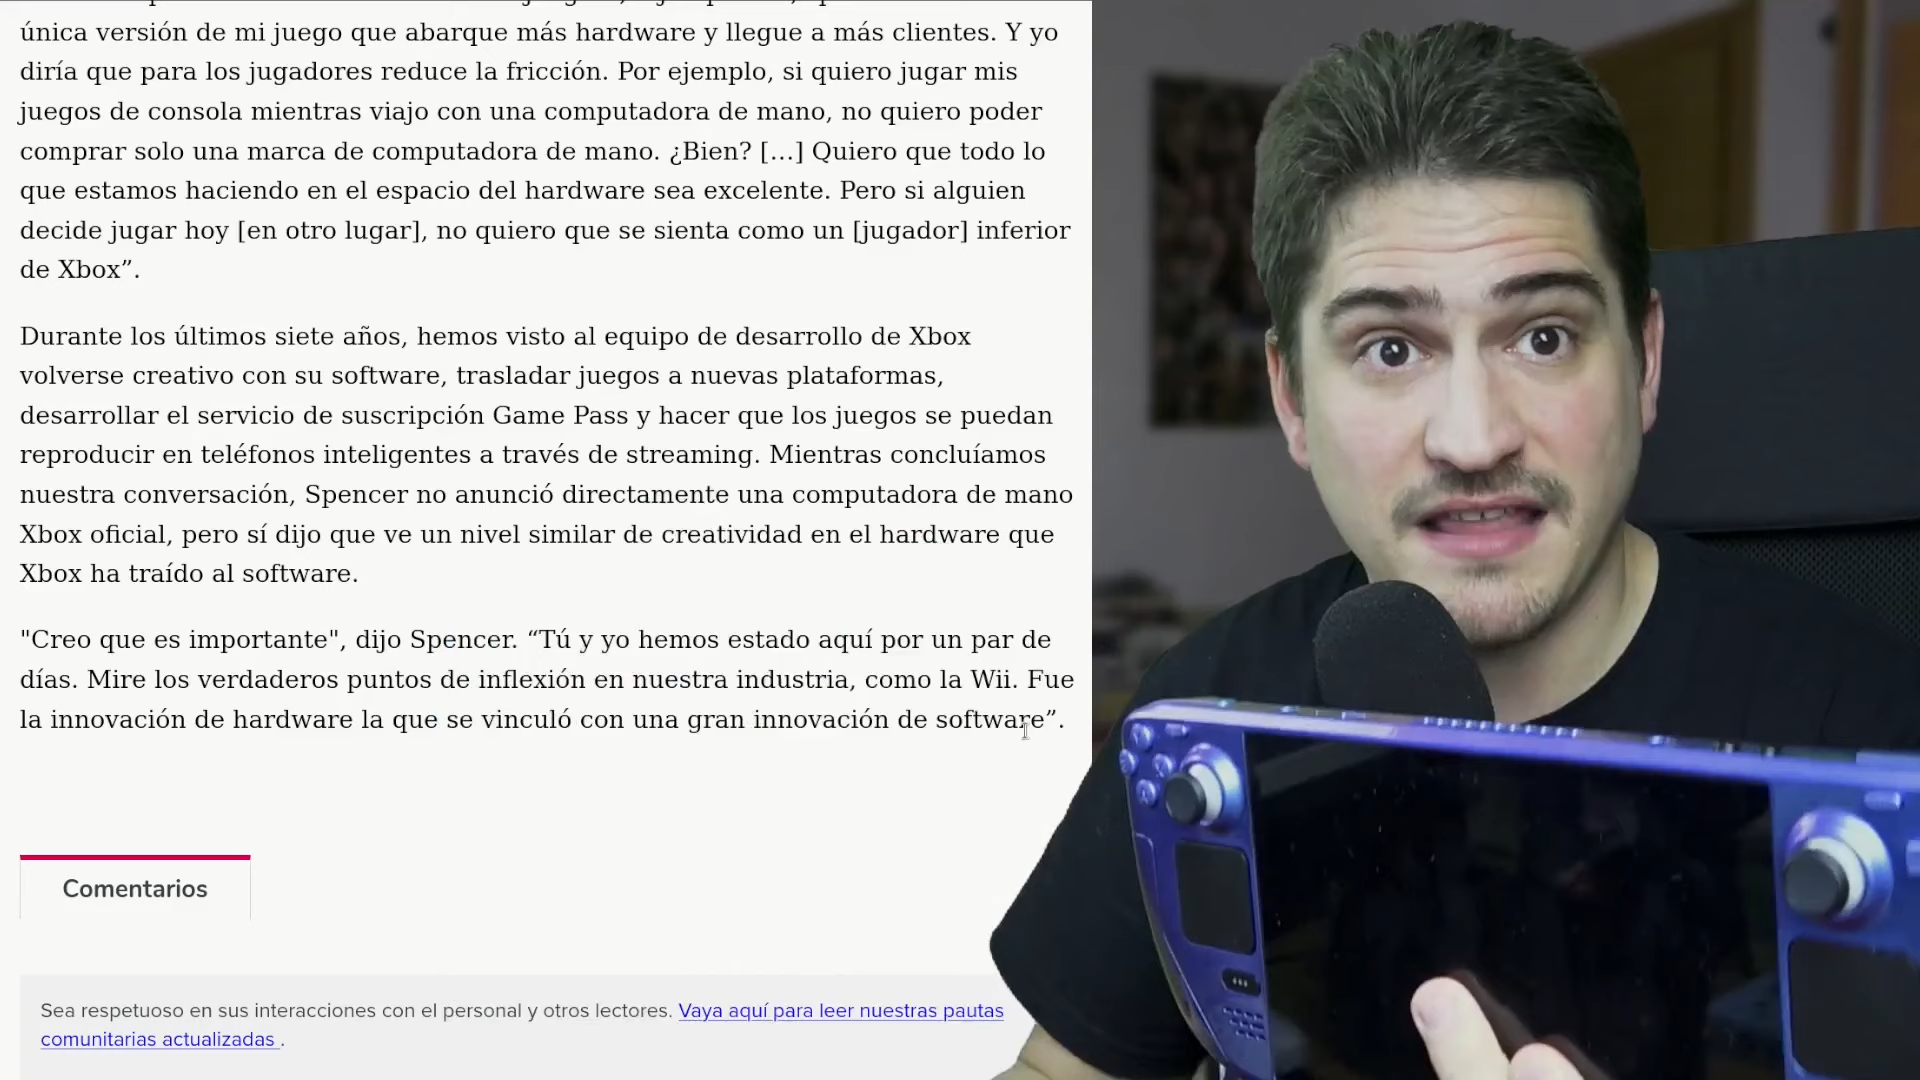 única versión de mi juego que abarque más hardware y llegue a más clientes. Y yo
diría que para los jugadores reduce la fricción. Por ejemplo, si quiero jugar mis
juegos de consola mientras viajo con una computadora de mano, no quiero poder
comprar solo una marca de computadora de mano. ¿Bien? [...] Quiero que todo lo
que estamos haciendo en el espacio del hardware sea excelente. Pero si alguien
decide jugar hoy [en otro lugar], no quiero que se sienta como un [jugador] inferior
de Xbox”.
Durante los últimos siete años, hemos visto al equipo de desarrollo de Xbox
volverse creativo con su software, trasladar juegos a nuevas plataformas,
desarrollar el servicio de suscripción Game Pass y hacer que los juegos se puedan
reproducir en teléfonos inteligentes a través de streaming. Mientras concluíamos
nuestra conversación, Spencer no anunció directamente una computadora de mano
Xbox oficial, pero sí dijo que ve un nivel similar de creatividad en el hardware que
Xbox ha traído al software.
"Creo que es importante", dijo Spencer. “Tú y yo hemos estado aquí por un par de
días. Mire los verdaderos puntos de inflexión en nuestra industria, como la Wii. Fue
la innovación de hardware la que se vinculó con una gran innovación de software”.
Comentarios
Sea respetuoso en sus interacciones con el personal y otros lectores. Vaya aquí para leer nuestras pautas
comunitarias actualizadas .